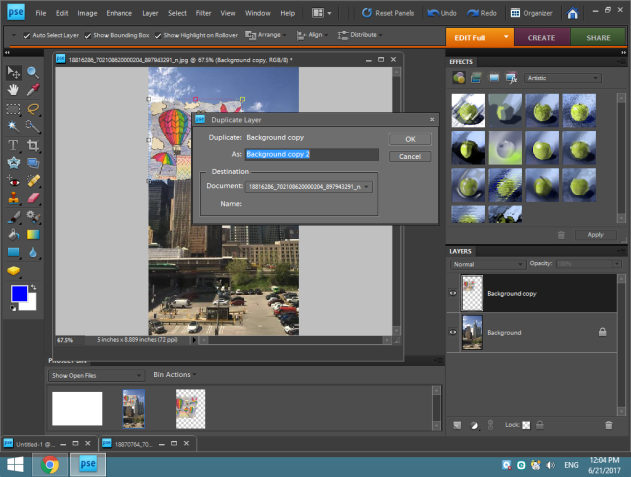 pse File Edit Image Enhance Layer Select Filter View Window Help Reset Panels Undo Redo Organizer
Auto Select Layer Show Bounding Box Show Highlight on Rollover Arrange Align Distribute EDIT Full CREATE SHARE
18816286_702108620000204_897943291_n.jpg @ 67.5% (Background copy, RGB/8) *
EFFECTS
Artistic
Apply
pse Duplicate Layer
Duplicate: Background copy
OK
As: Background copy 2
Cancel
Destination
Document: 18816286_702108620000204_897943291_n.
Name:
LAYERS
Normal Opacity: 100%
Background copy
Background
Lock:
67.5% 5 inches x 8.889 inches (72 ppi)
PROJECT BIN
Show Open Files Bin Actions
pse Untitled-1 @... pse 18870764_70...
pse
ENG
12:04 PM
6/21/2017